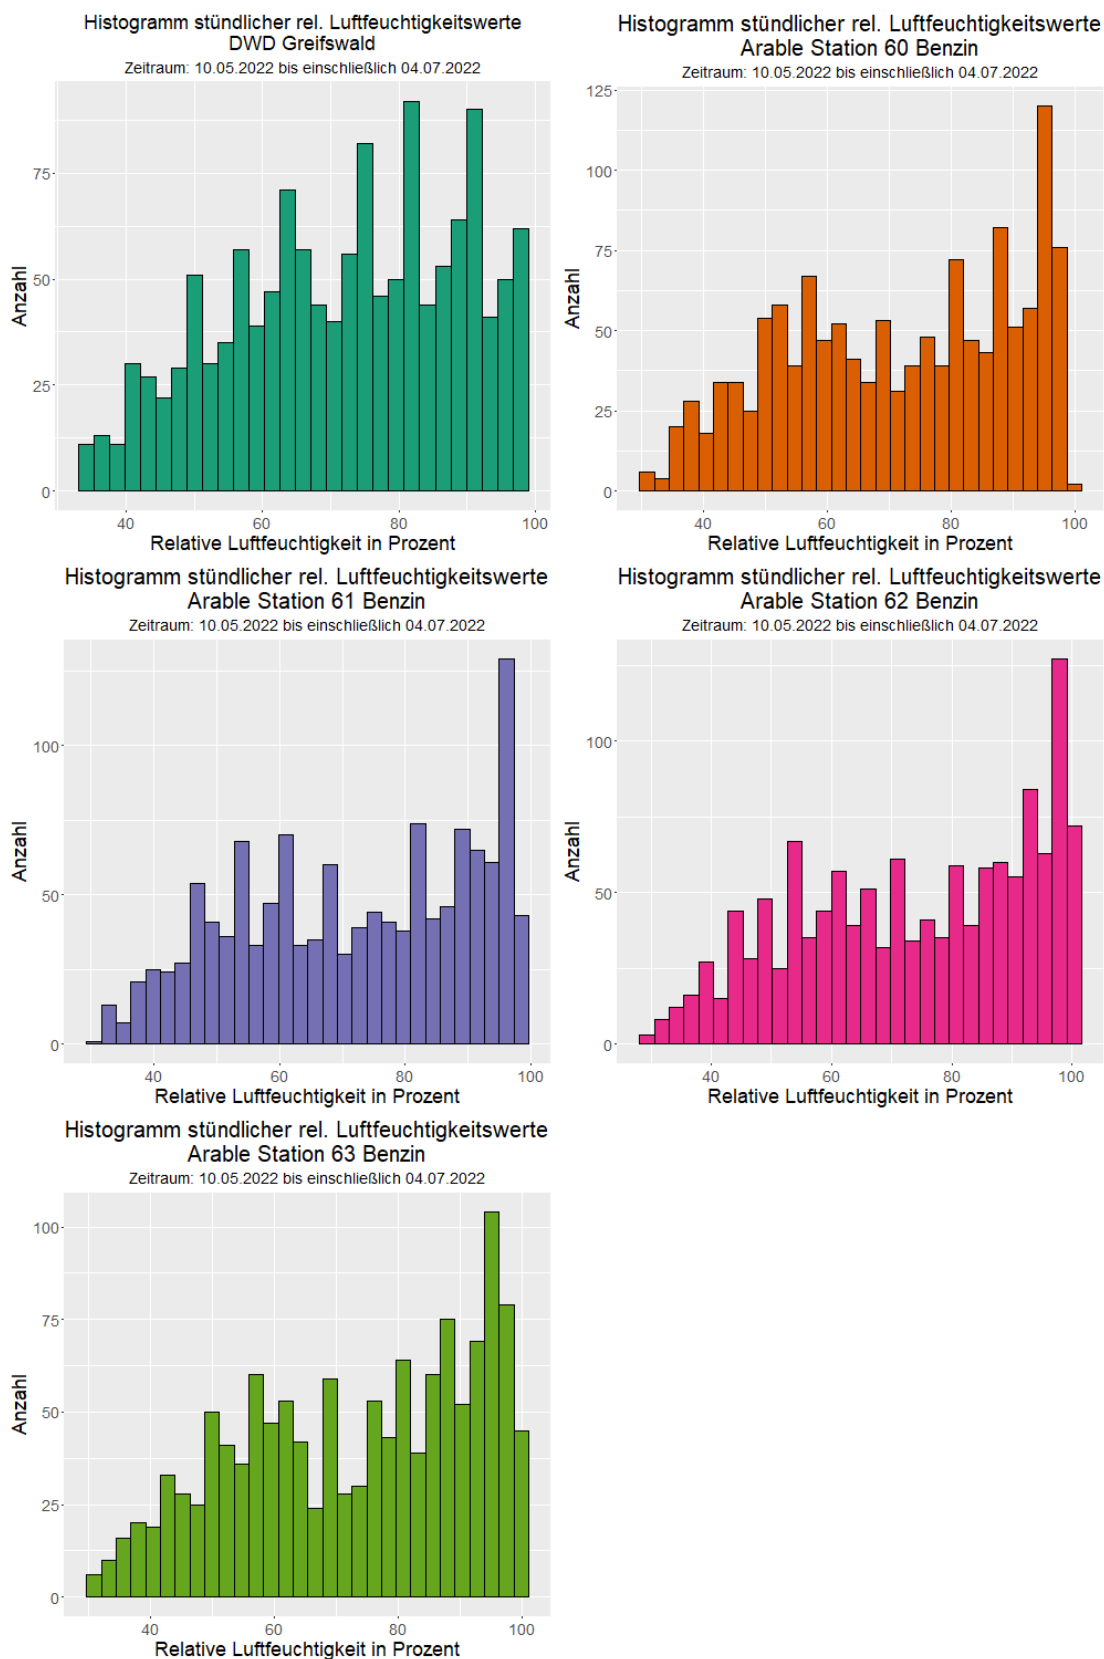 Histogramm stündlicher rel. Luftfeuchtigkeitswerte
DWD Greifswald
Zeitraum: 10.05.2022 bis einschließlich 04.07.2022
75
50
25
0
Anzahl
40 60 80 100
Relative Luftfeuchtigkeit in Prozent
Histogramm stündlicher rel. Luftfeuchtigkeitswerte
Arable Station 60 Benzin
Zeitraum: 10.05.2022 bis einschließlich 04.07.2022
125
100
75
50
25
0
Anzahl
40 60 80 100
Relative Luftfeuchtigkeit in Prozent
Histogramm stündlicher rel. Luftfeuchtigkeitswerte
Arable Station 61 Benzin
Zeitraum: 10.05.2022 bis einschließlich 04.07.2022
100
50
0
Anzahl
40 60 80 100
Relative Luftfeuchtigkeit in Prozent
Histogramm stündlicher rel. Luftfeuchtigkeitswerte
Arable Station 62 Benzin
Zeitraum: 10.05.2022 bis einschließlich 04.07.2022
100
50
0
Anzahl
40 60 80 100
Relative Luftfeuchtigkeit in Prozent
Histogramm stündlicher rel. Luftfeuchtigkeitswerte
Arable Station 63 Benzin
Zeitraum: 10.05.2022 bis einschließlich 04.07.2022
100
75
50
25
0
Anzahl
40 60 80 100
Relative Luftfeuchtigkeit in Prozent